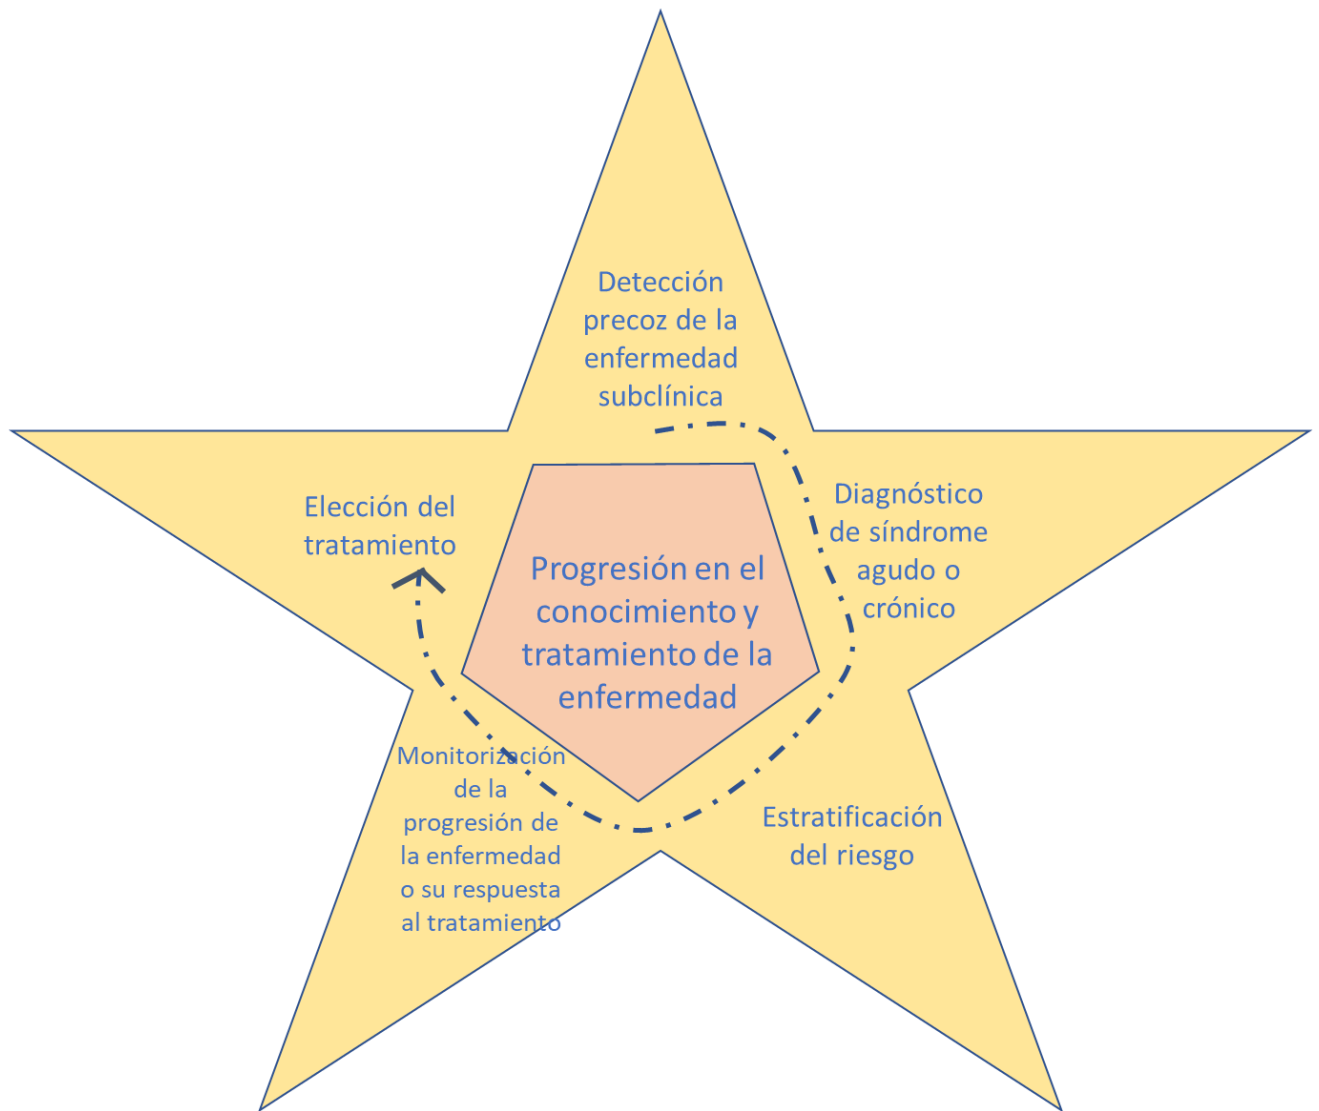 Detección
precoz de la
enfermedad
subclínica
Diagnóstico
de síndrome
agudo o
crónico
Estratificación
del riesgo
Monitorización
de la
progresión de
la enfermedad
o su respuesta
al tratamiento
Elección del
tratamiento
Progresión en el
conocimiento y
tratamiento de la
enfermedad